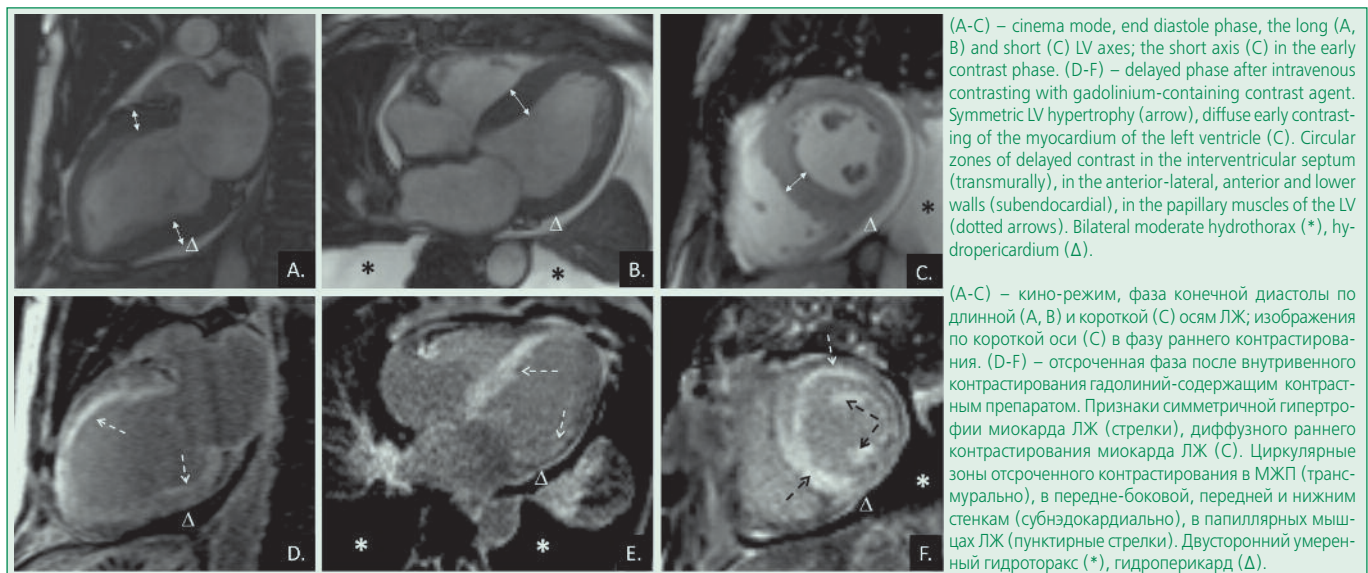 (A-C) – cinema mode, end diastole phase, the long (A,
B) and short (C) LV axes; the short axis (C) in the early
contrast phase. (D-F) – delayed phase after intravenous
contrasting with gadolinium-containing contrast agent.
Symmetric LV hypertrophy (arrow), diffuse early contrast-
ing of the myocardium of the left ventricle (C). Circular
zones of delayed contrast in the interventricular septum
(transmurally), in the anterior-lateral, anterior and lower
walls (subendocardial), in the papillary muscles of the LV
(dotted arrows). Bilateral moderate hydrothorax (*), hy-
dropericardium (Δ).
(A-C) – кино-режим, фаза конечной диастолы по
длинной (A, B) и короткой (C) осям ЛЖ; изображения
по короткой оси (C) в фазу раннего контрастирова-
ния. (D-F) – отсроченная фаза после внутривенного
контрастирования гадолиний-содержащим контраст-
ным препаратом. Признаки симметричной гипертро-
фии миокарда ЛЖ (стрелки), диффузного раннего
контрастирования миокарда ЛЖ (C). Циркулярные
зоны отсроченного контрастирования в МЖП (транс-
мурально), в передне-боковой, передней и нижним
стенкам (субнэдокардиально), в папиллярных мыш-
цах ЛЖ (пунктирные стрелки). Двусторонний умерен-
ный гидроторакс (*), гидроперикард (Δ).
Δ
A.
*
Δ
*
B.
Δ
*
C.
Δ
D.
*
Δ
*
E.
Δ
*
F.